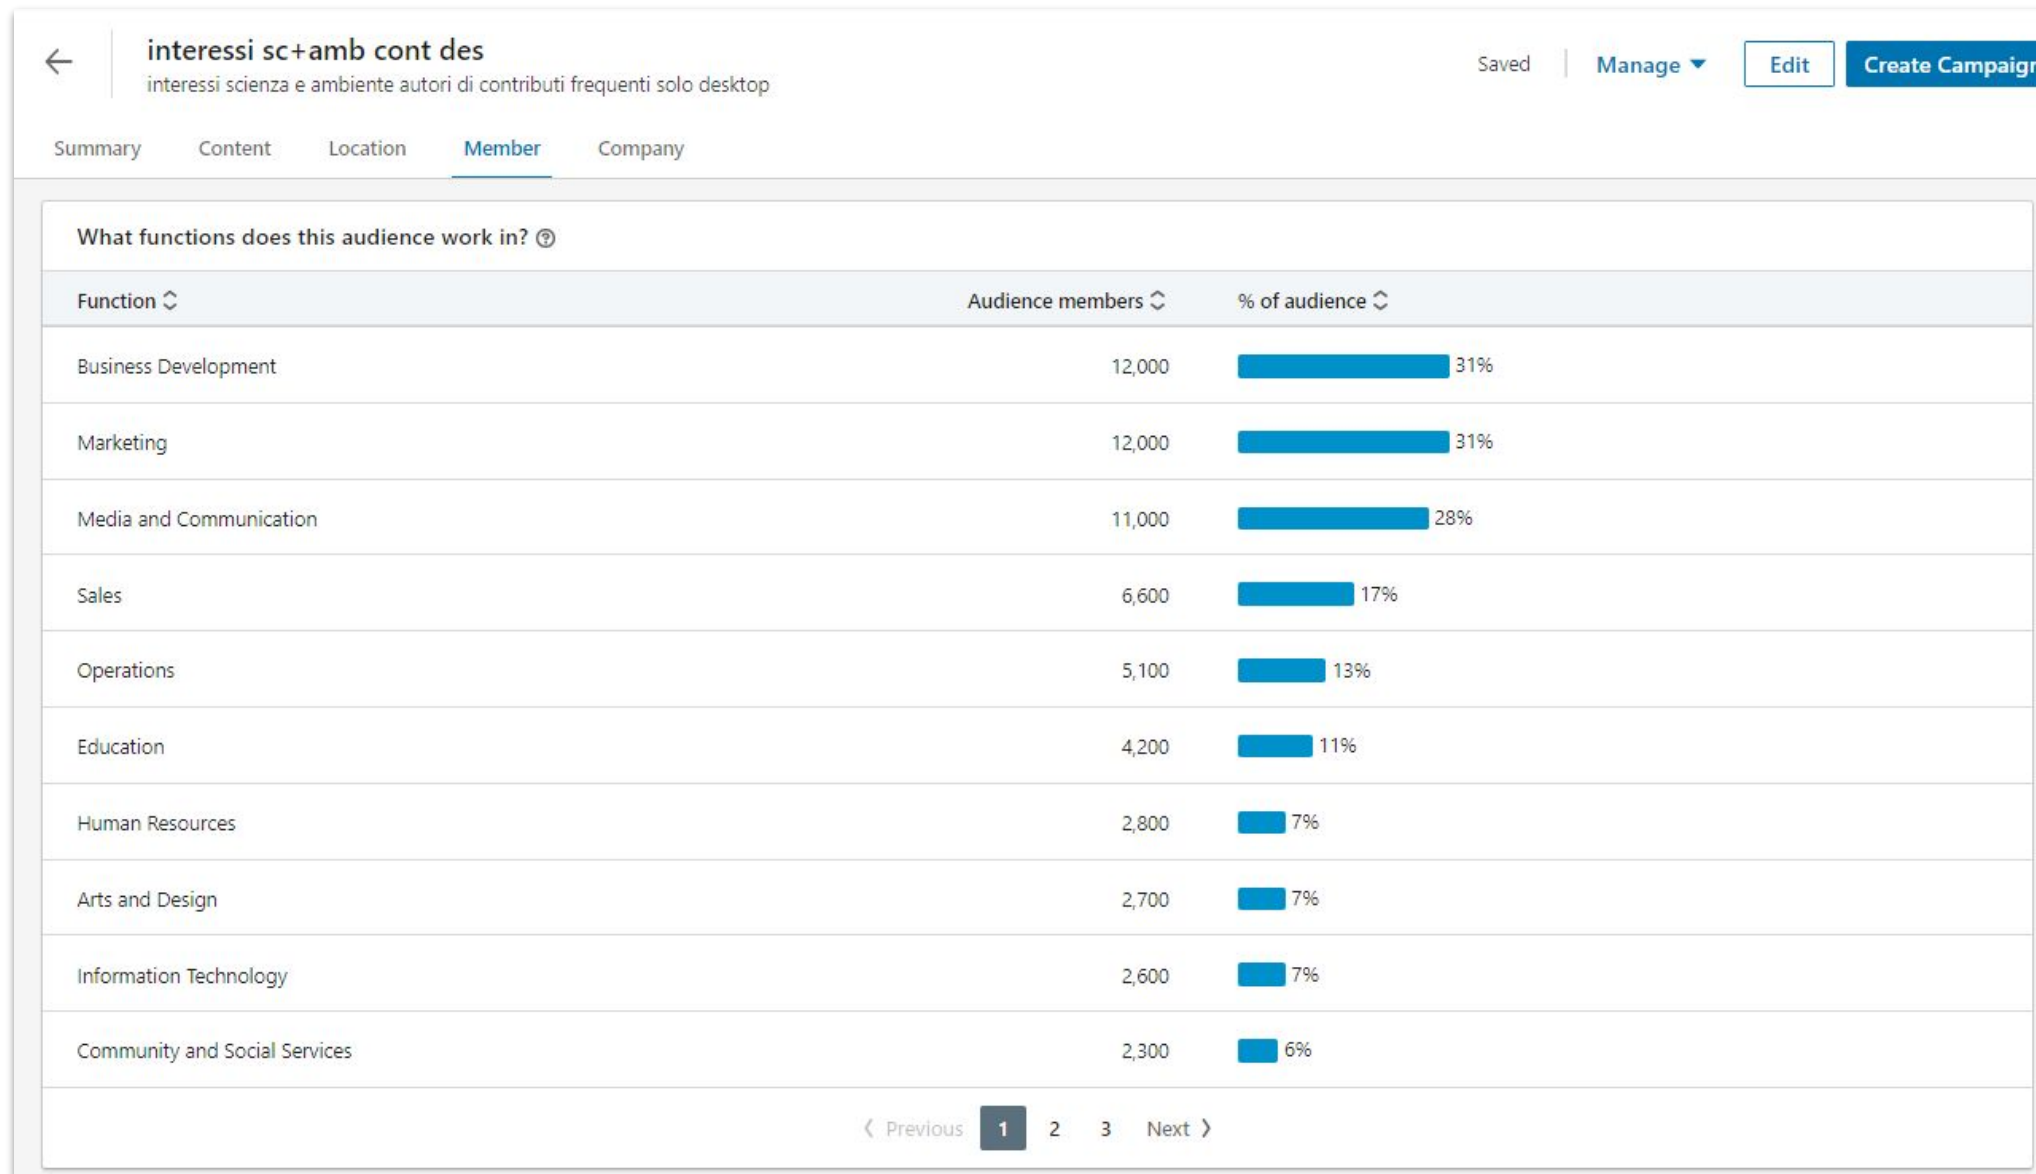 interessi sc+amb cont des
interessi scienza e ambiente autori di contributi frequenti solo desktop
Saved Manage Edit Create Campaign
Summary Content Location Member Company
What functions does this audience work in?
Function Audience members % of audience
Business Development 12,000 31%
Marketing 12,000 31%
Media and Communication 11,000 28%
Sales 6,600 17%
Operations 5,100 13%
Education 4,200 11%
Human Resources 2,800 7%
Arts and Design 2,700 7%
Information Technology 2,600 7%
Community and Social Services 2,300 6%
Previous 1 2 3 Next